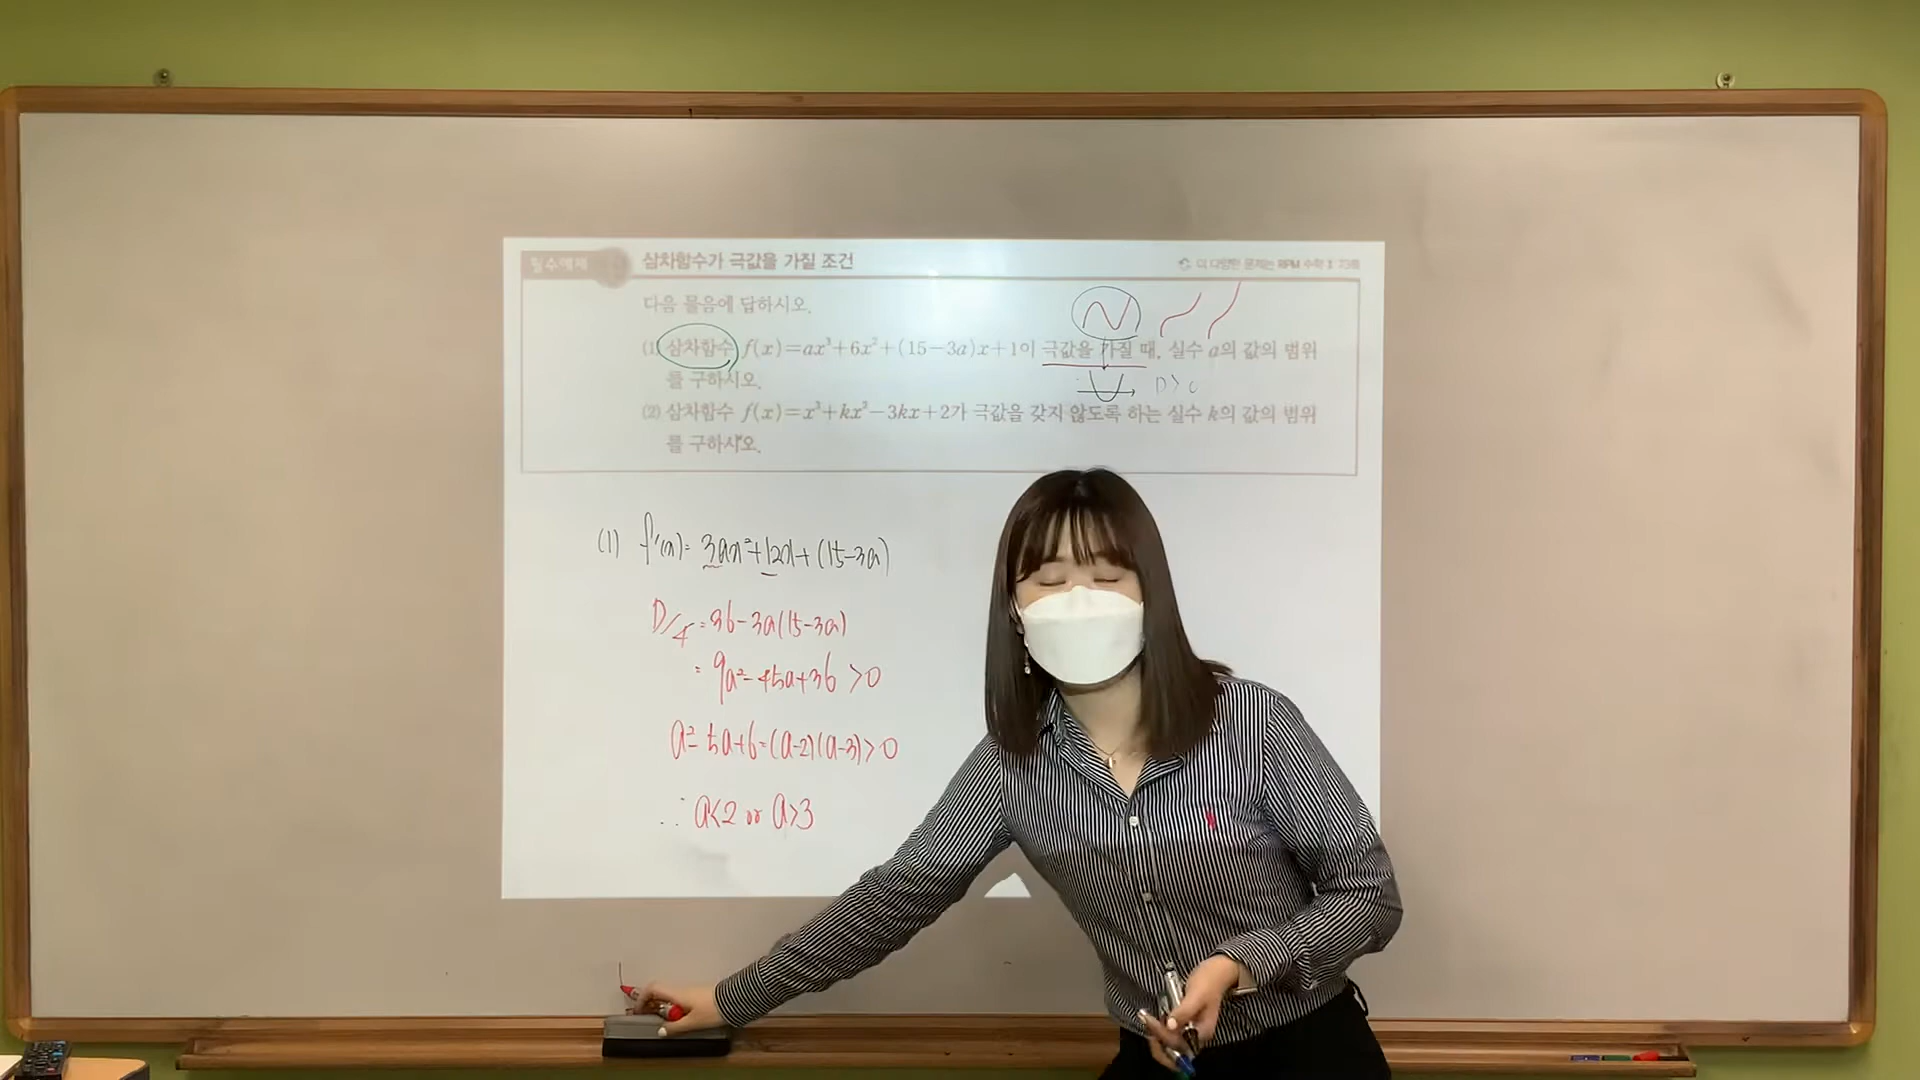 필수예제
삼차함수가 극값을 가질 조건
더 다양한 문제는 RPM 수학 Ⅱ 73쪽
다음 물음에 답하시오.
(1) 삼차함수 f(x)=ax³+6x²+(15-3a)x+1이 극값을 가질 때, 실수 a의 값의 범위
를 구하시오.
D>0
(2) 삼차함수 f(x)=x³+kx²-3kx+2가 극값을 갖지 않도록 하는 실수 k의 값의 범위
를 구하시오.
(1) f'(x)=3ax²+12x+(15-3a)
D/4=36-3a(15-3a)
=9a²-45a+36>0
a²-5a+6=(a-2)(a-3)>0
∴ a<2 or a>3